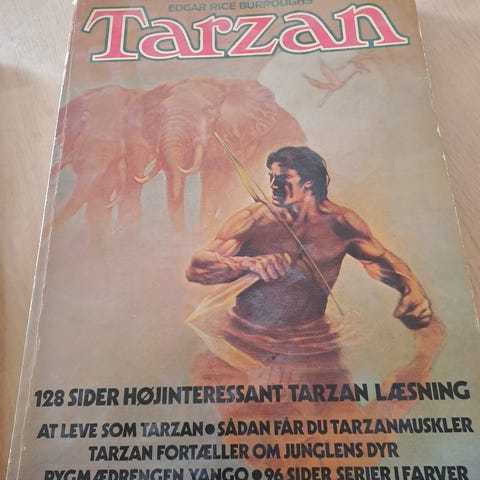 EDGAR RICE BURROUGHS'
Tarzan
128 SIDER HØJINTERESSANT TARZAN LÆSNING
AT LEVE SOM TARZAN • SÅDAN FÅR DU TARZANMUSKLER
TARZAN FORTÆLLER OM JUNGLENS DYR
PYGMÆDRENGEN YANGO • 96 SIDER SERIER I FARVER